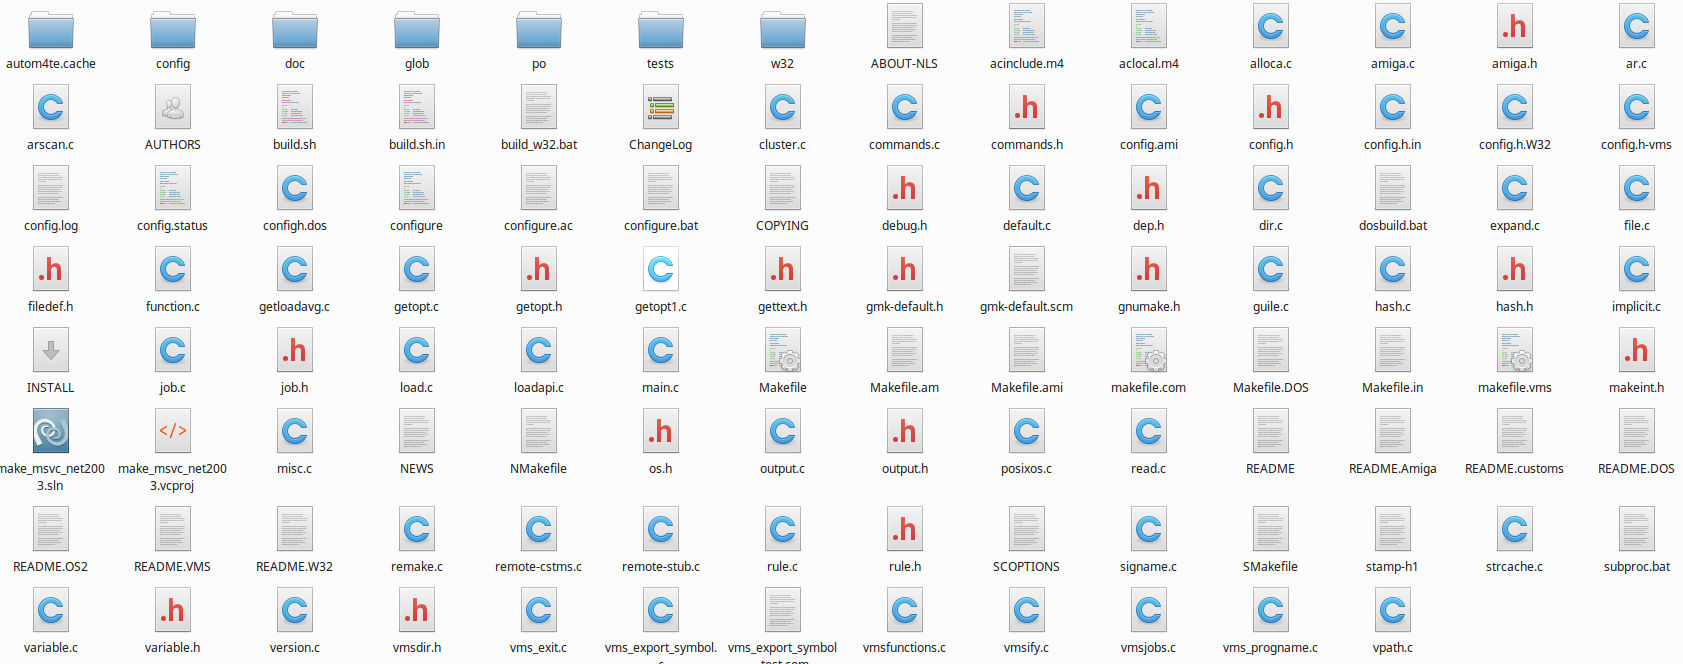 autom4te.cache config doc glob po tests w32 ABOUT-NLS acinclude.m4 aclocal.m4 alloca.c amiga.c amiga.h ar.c
arscan.c AUTHORS build.sh build.sh.in build_w32.bat ChangeLog cluster.c commands.c commands.h config.ami config.h config.h.in config.h.W32 config.h-vms
config.log config.status configh.dos configure configure.ac configure.bat COPYING debug.h default.c dep.h dir.c dosbuild.bat expand.c file.c
filedef.h function.c getloadavg.c getopt.c getopt.h getopt1.c gettext.h gmk-default.h gmk-default.scm gnumake.h guile.c hash.c hash.h implicit.c
INSTALL job.c job.h load.c loadapi.c main.c Makefile Makefile.am Makefile.ami makefile.com Makefile.DOS Makefile.in makefile.vms makeint.h
make_msvc_net200 make_msvc_net200 misc.c NEWS NMakefile os.h output.c output.h posixos.c read.c README README.Amiga README.customs README.DOS
3.sln 3.vcproj
README.OS2 README.VMS README.W32 remake.c remote-cstms.c remote-stub.c rule.c rule.h SCOPTIONS signame.c SMakefile stamp-h1 strcache.c subproc.bat
variable.c variable.h version.c vmsdir.h vms_exit.c vms_export_symbol. vms_export_symbol vmsfunctions.c vmsify.c vmsjobs.c vms_progname.c vpath.c